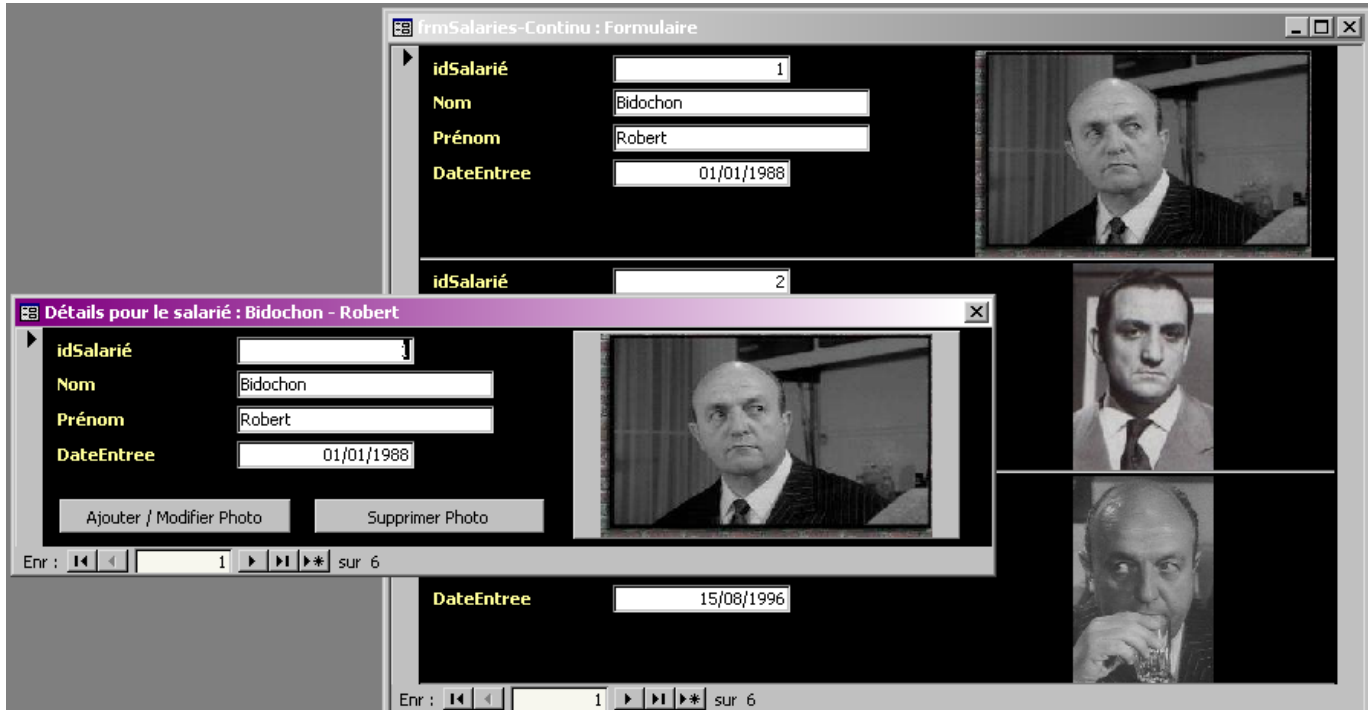 frmSalaries-Continu : Formulaire
idSalarié 1
Nom Bidochon
Prénom Robert
DateEntree 01/01/1988
idSalarié 2
Détails pour le salarié : Bidochon - Robert
idSalarié 1
Nom Bidochon
Prénom Robert
DateEntree 01/01/1988
Ajouter / Modifier Photo Supprimer Photo
Enr : 1 sur 6
DateEntree 15/08/1996
Enr : 1 sur 6